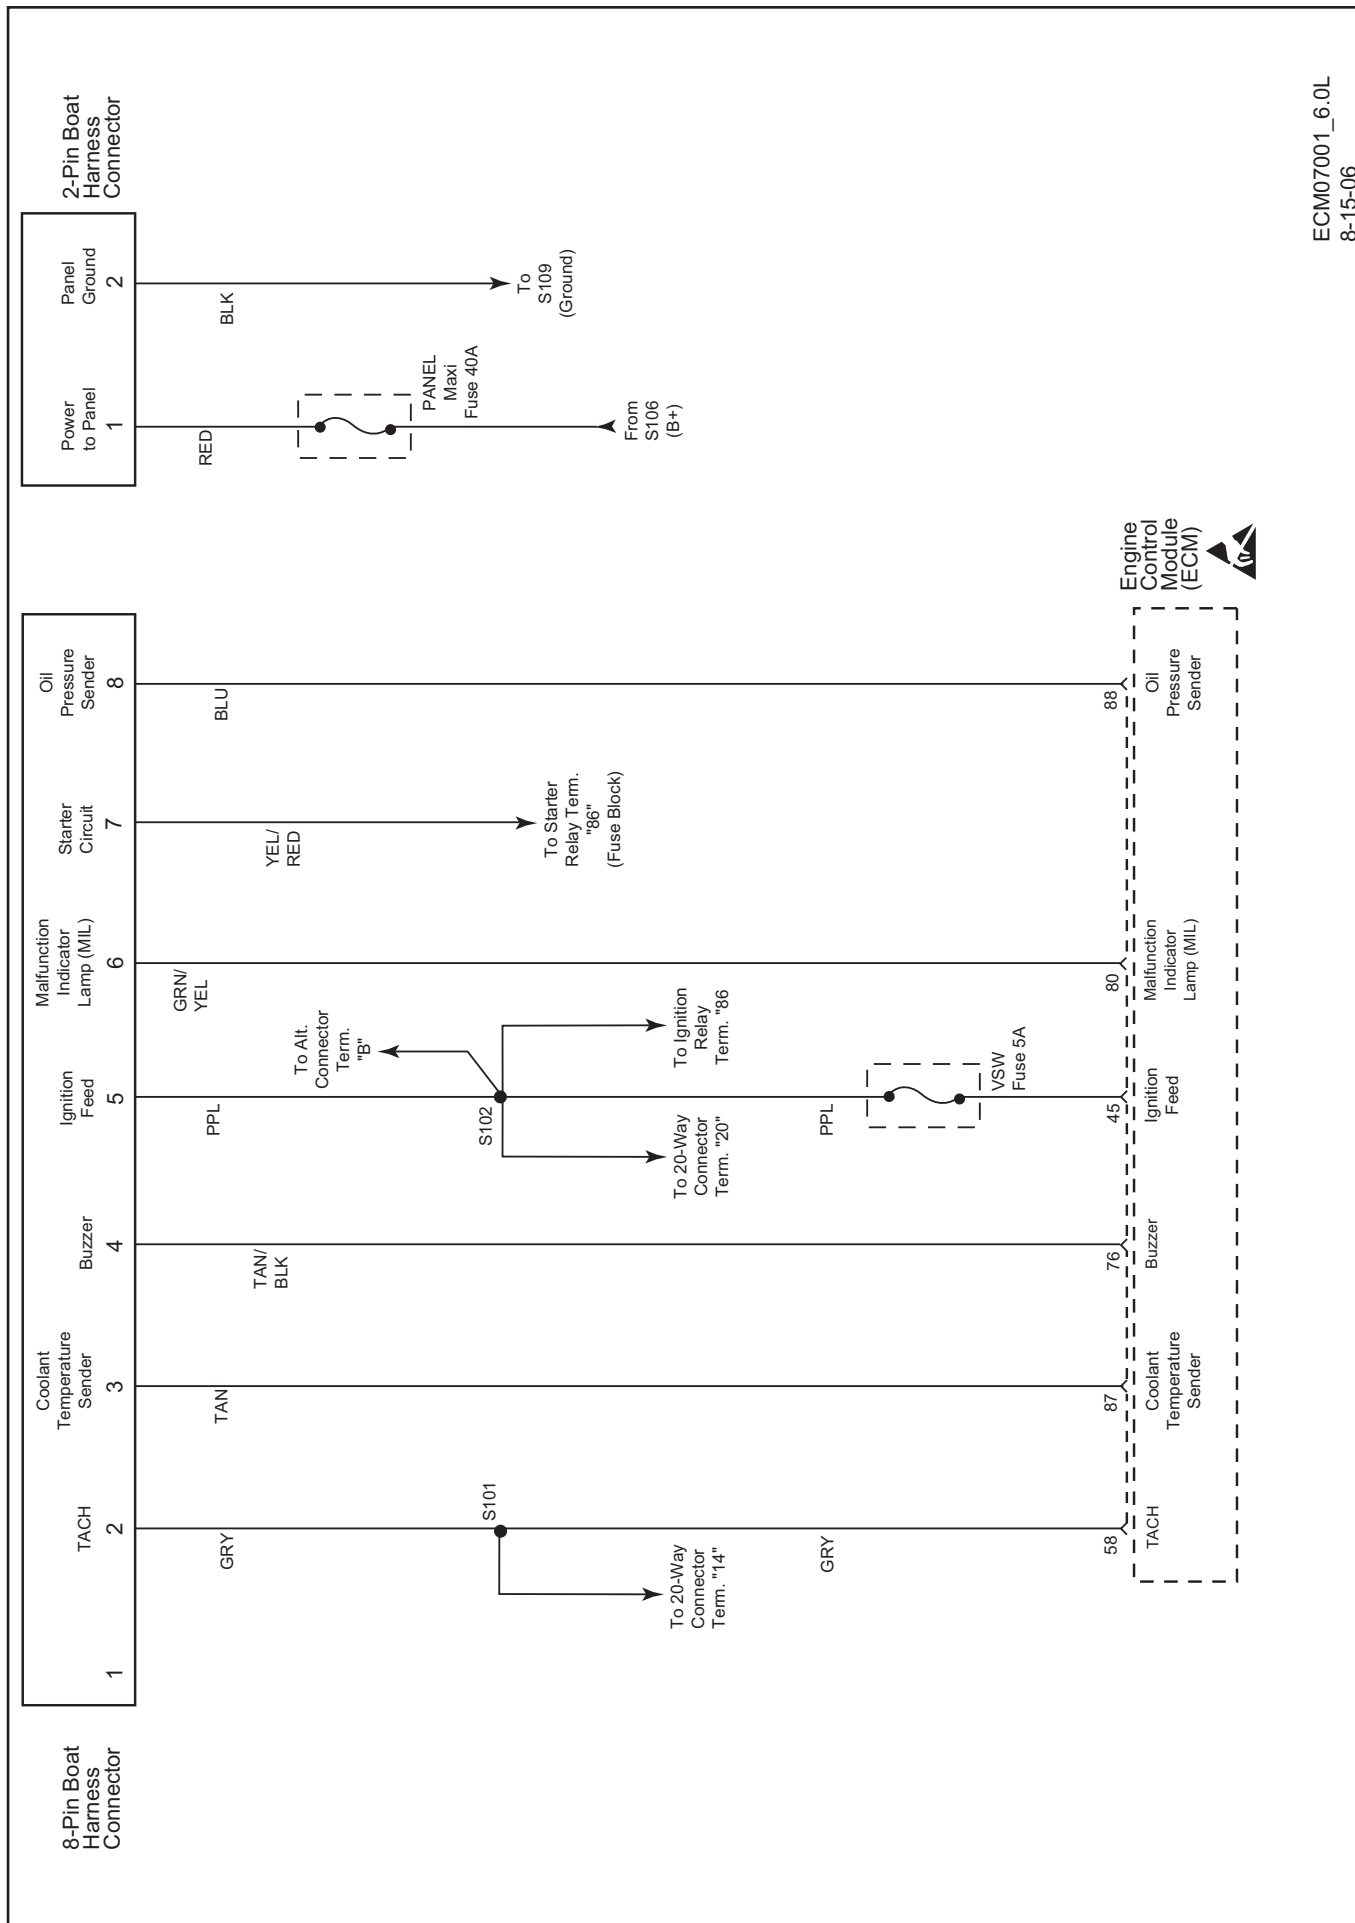 8-Pin Boat
Harness
Connector
1
TACH
2
Coolant
Temperature
Sender
3
Buzzer
4
Ignition
Feed
5
Malfunction
Indicator
Lamp (MIL)
6
Starter
Circuit
7
Oil
Pressure
Sender
8
Power
to Panel
1
Panel
Ground
2
2-Pin Boat
Harness
Connector
GRY
TAN
TAN/
BLK
PPL
GRN/
YEL
YEL/
RED
BLU
RED
BLK
S101
To 20-Way
Connector
Term. "14"
GRY
S102
To Alt.
Connector
Term.
"B"
To 20-Way
Connector
Term. "20"
To Ignition
Relay
Term. "86
PPL
VSW
Fuse 5A
To Starter
Relay Term.
"86"
(Fuse Block)
PANEL
Maxi
Fuse 40A
From
S106
(B+)
To
S109
(Ground)
58
TACH
87
Coolant
Temperature
Sender
76
Buzzer
45
Ignition
Feed
80
Malfunction
Indicator
Lamp (MIL)
88
Oil
Pressure
Sender
Engine
Control
Module
(ECM)
ECM07001_6.0L
8-15-06